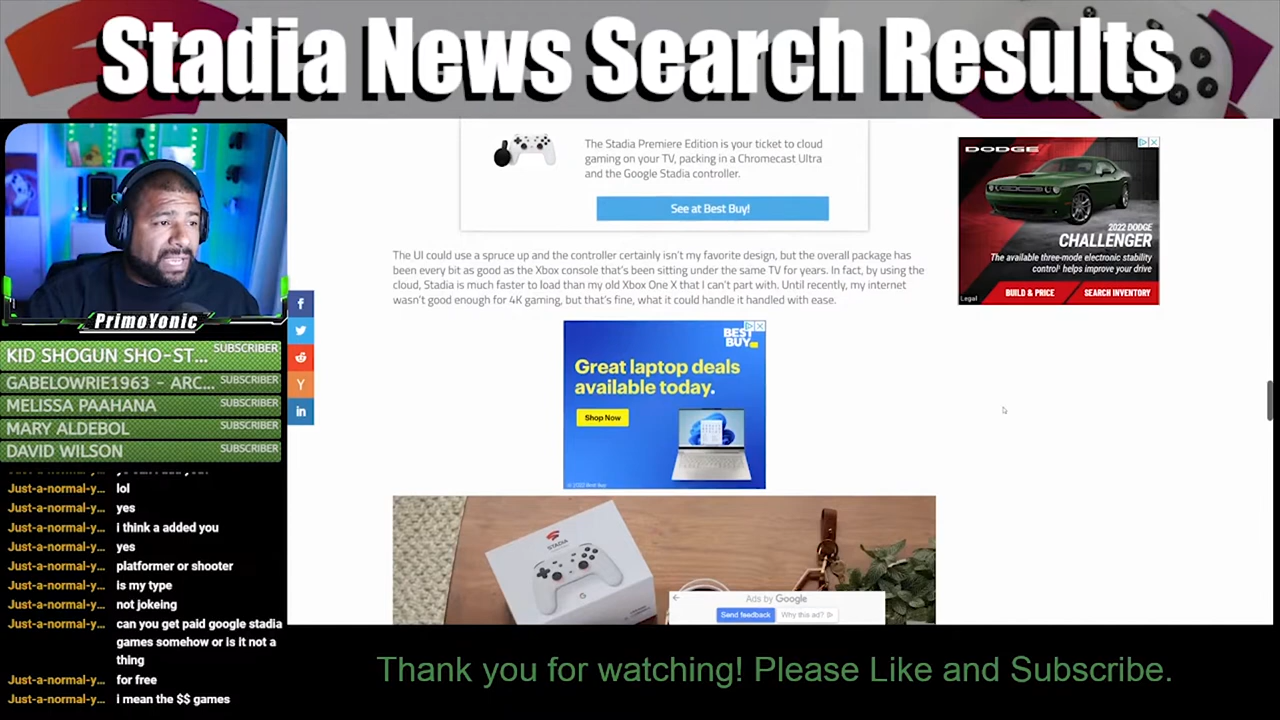 Stadia News Search Results
The Stadia Premiere Edition is your ticket to cloud
gaming on your TV, packing in a Chromecast Ultra
and the Google Stadia controller.
See at Best Buy!
DODGE
2022 DODGE
CHALLENGER
The available three-mode electronic stability
control¹ helps improve your drive
Legal
BUILD & PRICE
SEARCH INVENTORY
The UI could use a spruce up and the controller certainly isn't my favorite design, but the overall package has
been every bit as good as the Xbox console that's been sitting under the same TV for years. In fact, by using the
cloud, Stadia is much faster to load than my old Xbox One X that I can't part with. Until recently, my internet
wasn't good enough for 4K gaming, but that's fine, what it could handle it handled with ease.
PrimoYonic
KID SHOGUN SHO-ST... SUBSCRIBER
GABELOWRIE1963 - ARC... SUBSCRIBER
MELISSA PAAHANA SUBSCRIBER
MARY ALDEBOL SUBSCRIBER
DAVID WILSON SUBSCRIBER
BEST
BUY
Great laptop deals
available today.
Shop Now
© 2022 Best Buy
STADIA
Ads by Google
Send feedback
Why this ad?
Just-a-normal-y... lol
Just-a-normal-y... yes
Just-a-normal-y... i think a added you
Just-a-normal-y... yes
Just-a-normal-y... platformer or shooter
Just-a-normal-y... is my type
Just-a-normal-y... not jokeing
Just-a-normal-y... can you get paid google stadia
games somehow or is it not a
thing
Just-a-normal-y... for free
Just-a-normal-y... i mean the $$ games
Thank you for watching! Please Like and Subscribe.